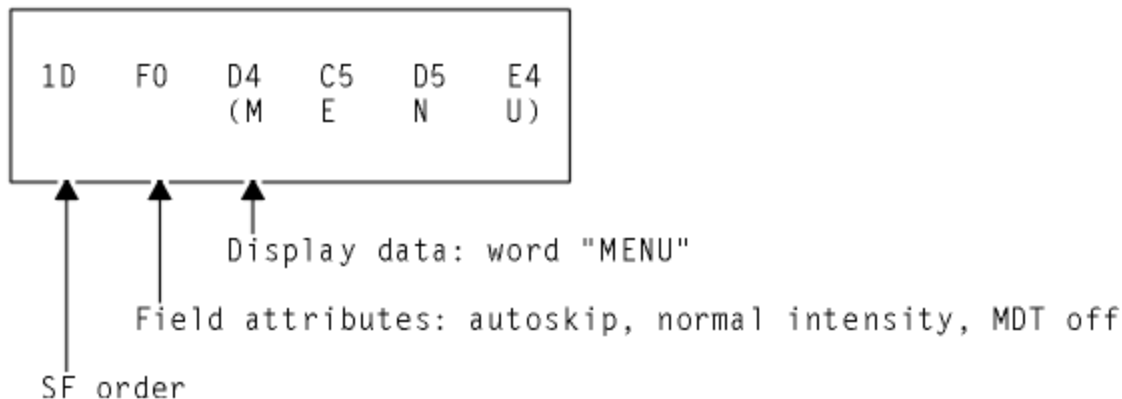 1D F0 D4 C5 D5 E4
(M E N U)
Display data: word "MENU"
Field attributes: autoskip, normal intensity, MDT off
SF order